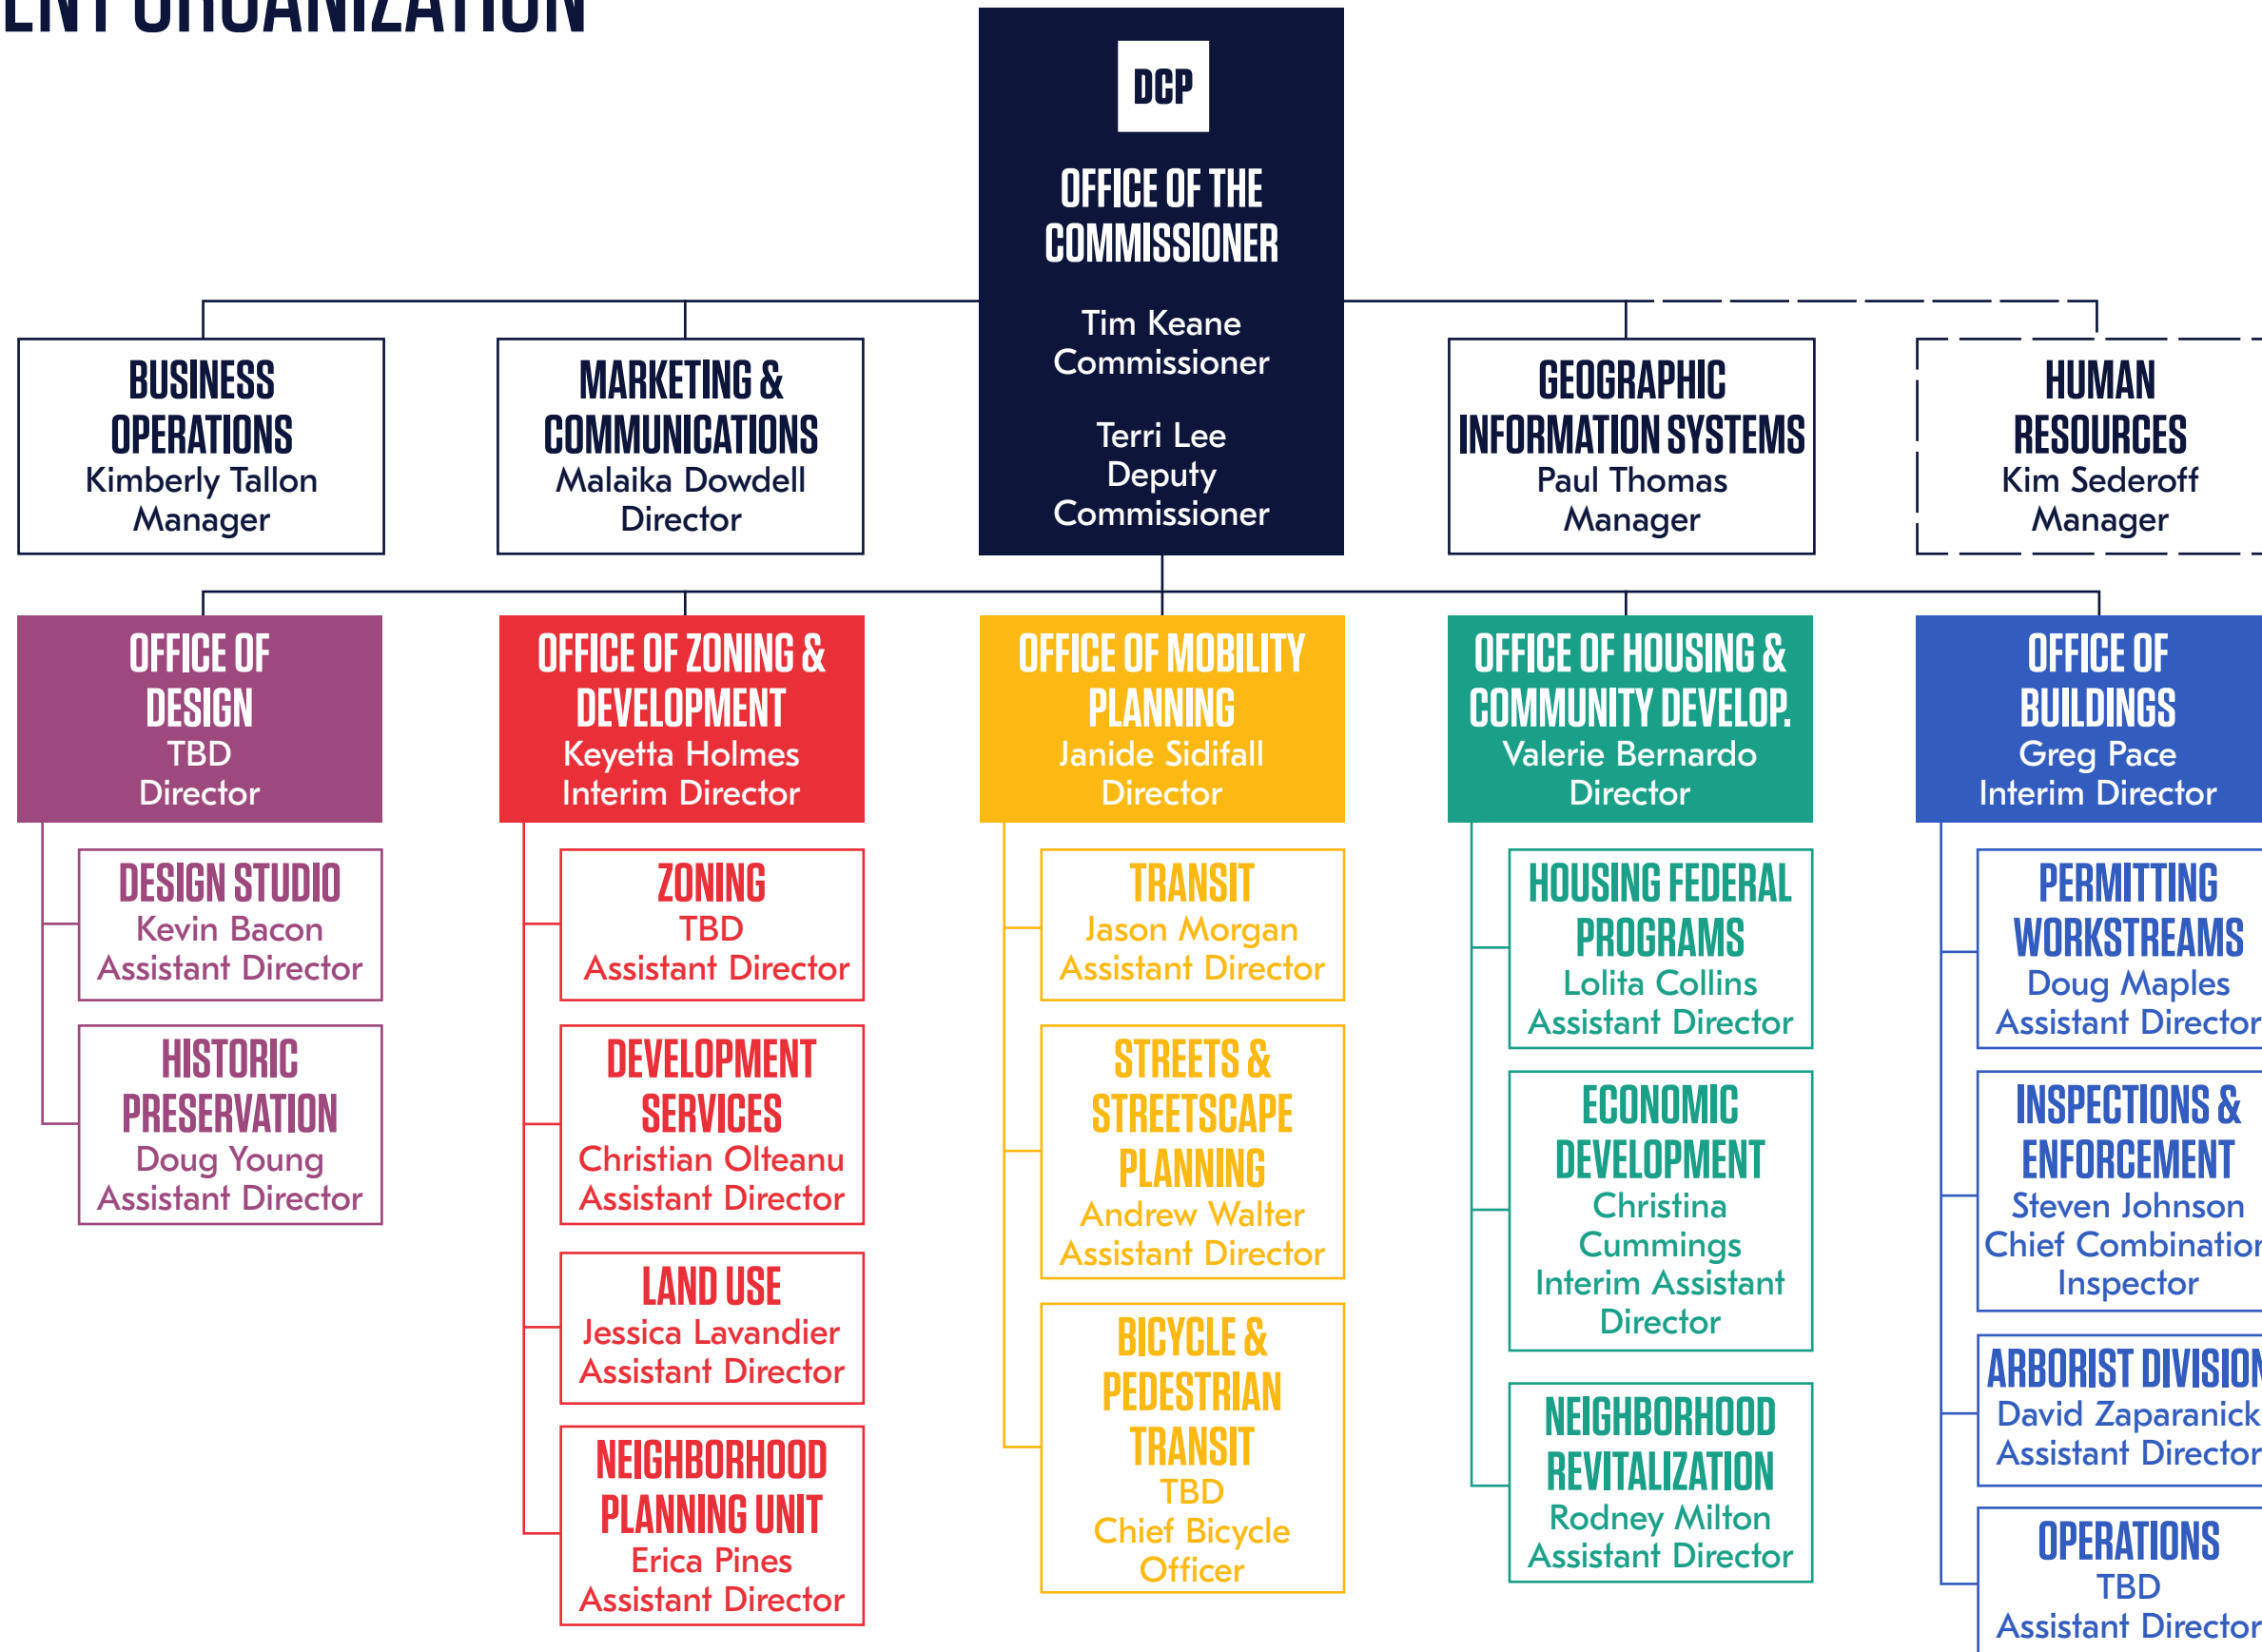 ENT ORGANIZATION
DCP
OFFICE OF THE
COMMISSIONER
Tim Keane
Commissioner
Terri Lee
Deputy
Commissioner
BUSINESS
OPERATIONS
Kimberly Tallon
Manager
MARKETING &
COMMUNICATIONS
Malaika Dowdell
Director
GEOGRAPHIC
INFORMATION SYSTEMS
Paul Thomas
Manager
HUMAN
RESOURCES
Kim Sederoff
Manager
OFFICE OF
DESIGN
TBD
Director
DESIGN STUDIO
Kevin Bacon
Assistant Director
HISTORIC
PRESERVATION
Doug Young
Assistant Director
OFFICE OF ZONING &
DEVELOPMENT
Keyetta Holmes
Interim Director
ZONING
TBD
Assistant Director
DEVELOPMENT
SERVICES
Christian Olteanu
Assistant Director
LAND USE
Jessica Lavandier
Assistant Director
NEIGHBORHOOD
PLANNING UNIT
Erica Pines
Assistant Director
OFFICE OF MOBILITY
PLANNING
Janide Sidifall
Director
TRANSIT
Jason Morgan
Assistant Director
STREETS &
STREETSCAPE
PLANNING
Andrew Walter
Assistant Director
BICYCLE &
PEDESTRIAN
TRANSIT
TBD
Chief Bicycle
Officer
OFFICE OF HOUSING &
COMMUNITY DEVELOP.
Valerie Bernardo
Director
HOUSING FEDERAL
PROGRAMS
Lolita Collins
Assistant Director
ECONOMIC
DEVELOPMENT
Christina
Cummings
Interim Assistant
Director
NEIGHBORHOOD
REVITALIZATION
Rodney Milton
Assistant Director
OFFICE OF
BUILDINGS
Greg Pace
Interim Director
PERMITTING
WORKSTREAMS
Doug Maples
Assistant Director
INSPECTIONS &
ENFORCEMENT
Steven Johnson
Chief Combination
Inspector
ARBORIST DIVISION
David Zaparanick
Assistant Director
OPERATIONS
TBD
Assistant Director